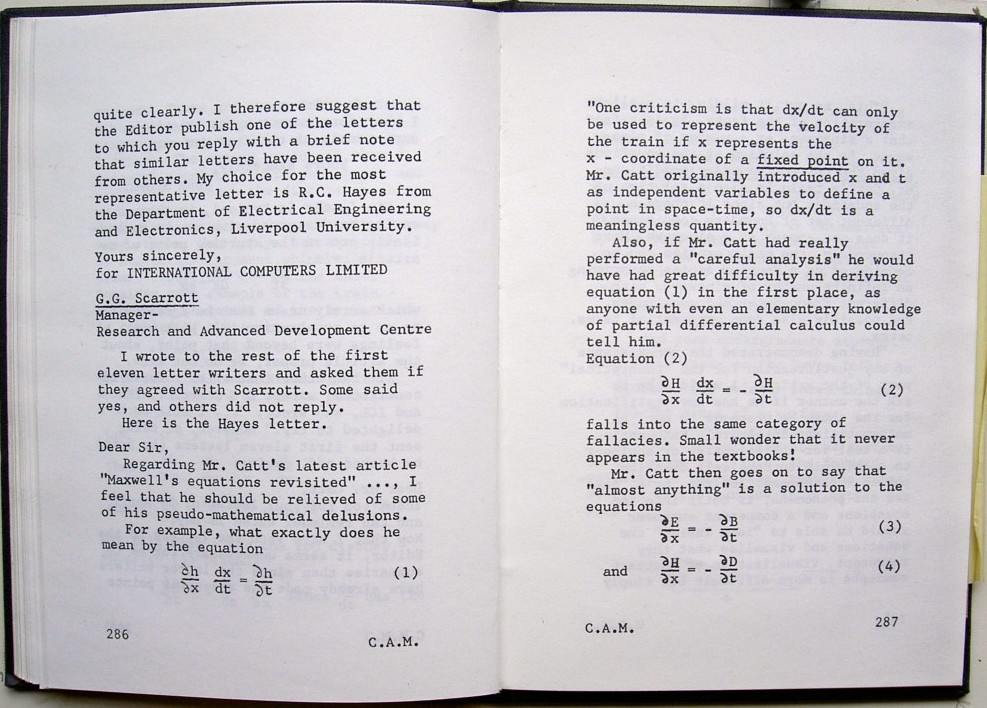 quite clearly. I therefore suggest that
the Editor publish one of the letters
to which you reply with a brief note
that similar letters have been received
from others. My choice for the most
representative letter is R.C. Hayes from
the Department of Electrical Engineering
and Electronics, Liverpool University.
Yours sincerely,
for INTERNATIONAL COMPUTERS LIMITED
G.G. Scarrott
Manager-
Research and Advanced Development Centre
I wrote to the rest of the first
eleven letter writers and asked them if
they agreed with Scarrott. Some said
yes, and others did not reply.
Here is the Hayes letter.
Dear Sir,
Regarding Mr. Catt's latest article
"Maxwell's equations revisited" ..., I
feel that he should be relieved of some
of his pseudo-mathematical delusions.
For example, what exactly does he
mean by the equation
∂h/∂x dx/dt = ∂h/∂t (1)
286
C.A.M.
"One criticism is that dx/dt can only
be used to represent the velocity of
the train if x represents the
x - coordinate of a fixed point on it.
Mr. Catt originally introduced x and t
as independent variables to define a
point in space-time, so dx/dt is a
meaningless quantity.
Also, if Mr. Catt had really
performed a "careful analysis" he would
have had great difficulty in deriving
equation (1) in the first place, as
anyone with even an elementary knowledge
of partial differential calculus could
tell him.
Equation (2)
∂H/∂x dx/dt = - ∂H/∂t (2)
falls into the same category of
fallacies. Small wonder that it never
appears in the textbooks!
Mr. Catt then goes on to say that
"almost anything" is a solution to the
equations
∂E/∂x = - ∂B/∂t (3)
and ∂H/∂x = - ∂D/∂t (4)
C.A.M.
287